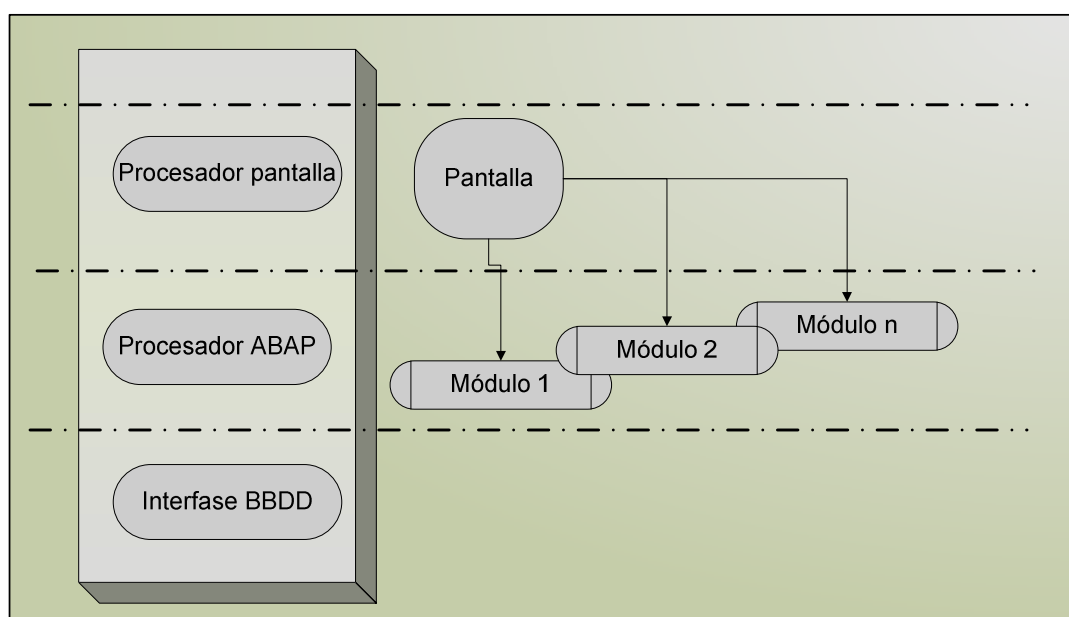 Procesador pantalla
Pantalla
Procesador ABAP
Módulo 1
Módulo 2
Módulo n
Interfase BBDD